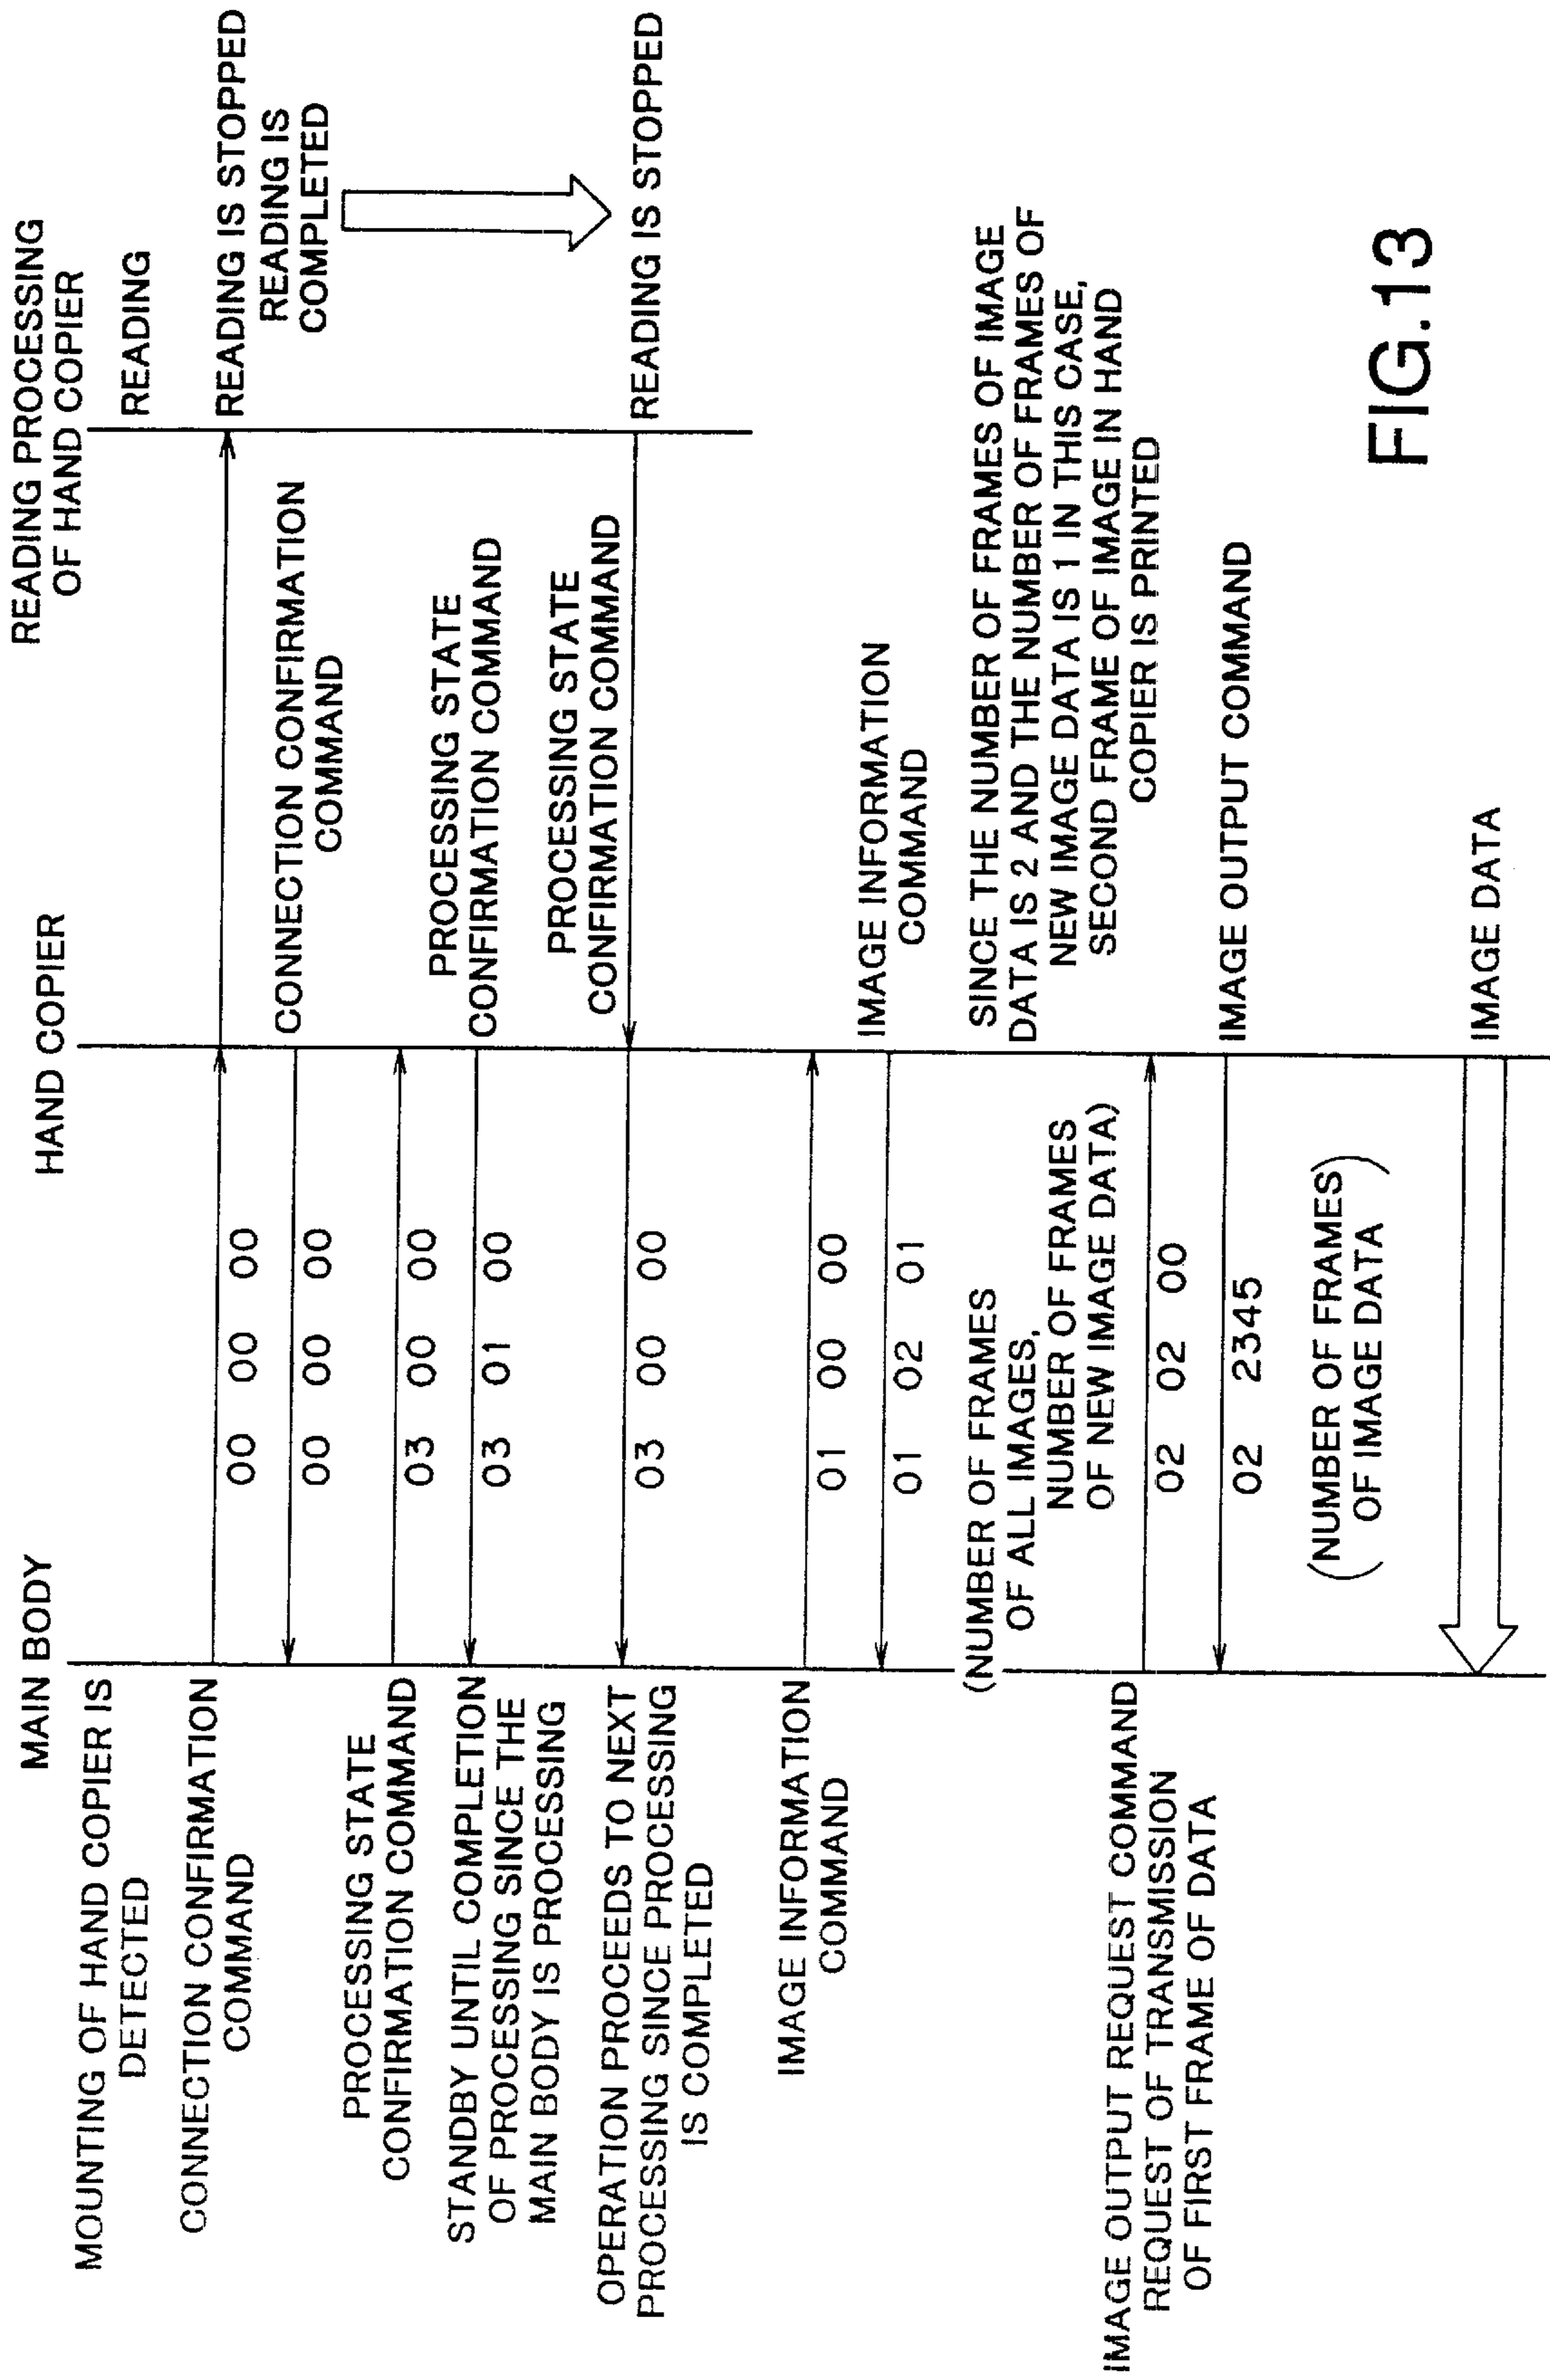 MAIN BODY
HAND COPIER
READING PROCESSING
OF HAND COPIER
MOUNTING OF HAND COPIER IS
DETECTED
READING
CONNECTION CONFIRMATION
COMMAND
00 00 00
READING IS STOPPED
READING IS
COMPLETED
00 00 00
CONNECTION CONFIRMATION
COMMAND
PROCESSING STATE
CONFIRMATION COMMAND
03 00 00
STANDBY UNTIL COMPLETION
OF PROCESSING SINCE THE
MAIN BODY IS PROCESSING
03 01 00
PROCESSING STATE
CONFIRMATION COMMAND
OPERATION PROCEEDS TO NEXT
PROCESSING SINCE PROCESSING
IS COMPLETED
03 00 00
PROCESSING STATE
CONFIRMATION COMMAND
READING IS STOPPED
IMAGE INFORMATION
COMMAND
01 00 00
01 02 01
IMAGE INFORMATION
COMMAND
(NUMBER OF FRAMES
OF ALL IMAGES,
NUMBER OF FRAMES
OF NEW IMAGE DATA)
SINCE THE NUMBER OF FRAMES OF IMAGE
DATA IS 2 AND THE NUMBER OF FRAMES OF
NEW IMAGE DATA IS 1 IN THIS CASE,
SECOND FRAME OF IMAGE IN HAND
COPIER IS PRINTED
IMAGE OUTPUT REQUEST COMMAND
REQUEST OF TRANSMISSION
OF FIRST FRAME OF DATA
02 02 00
02 2345
IMAGE OUTPUT COMMAND
(NUMBER OF FRAMES
OF IMAGE DATA)
IMAGE DATA
FIG.13